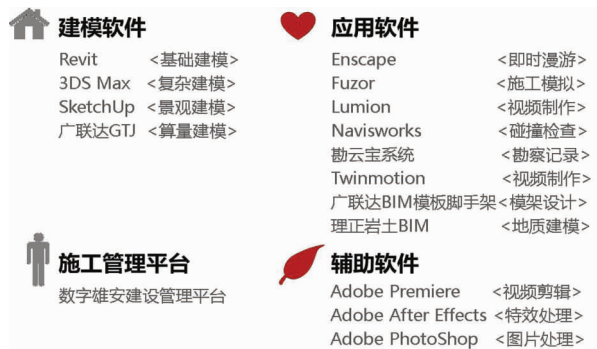 建模软件
Revit <基础建模>
3DS Max <复杂建模>
SketchUp <景观建模>
广联达GTJ <算量建模>
应用软件
Enscape <即时漫游>
Fuzor <施工模拟>
Lumion <视频制作>
Navisworks <碰撞检查>
勘云宝系统 <勘察记录>
Twinmotion <视频制作>
广联达BIM模板脚手架<模架设计>
理正岩土BIM <地质建模>
施工管理平台
数字雄安建设管理平台
辅助软件
Adobe Premiere <视频剪辑>
Adobe After Effects <特效处理>
Adobe PhotoShop <图片处理>